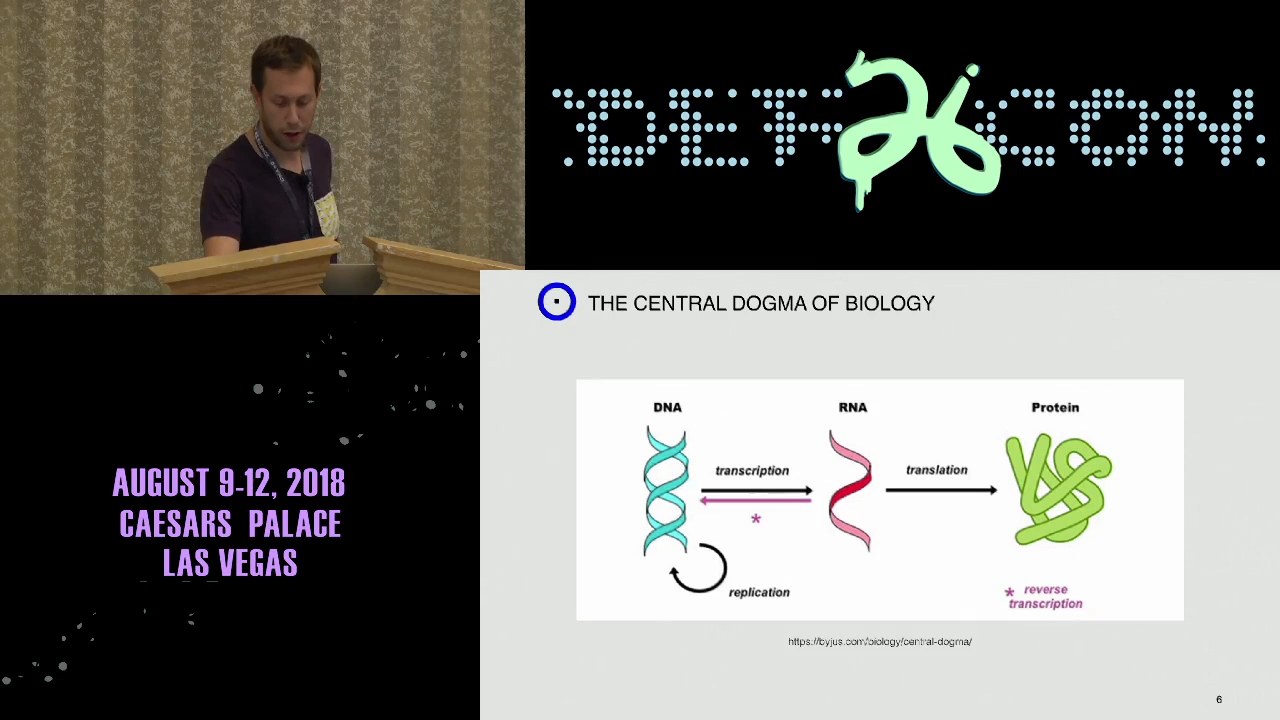 DEF CON
26
THE CENTRAL DOGMA OF BIOLOGY
DNA
RNA
Protein
transcription
translation
*
replication
* reverse
transcription
https://byjus.com/biology/central-dogma/
6
AUGUST 9-12, 2018
CAESARS PALACE
LAS VEGAS